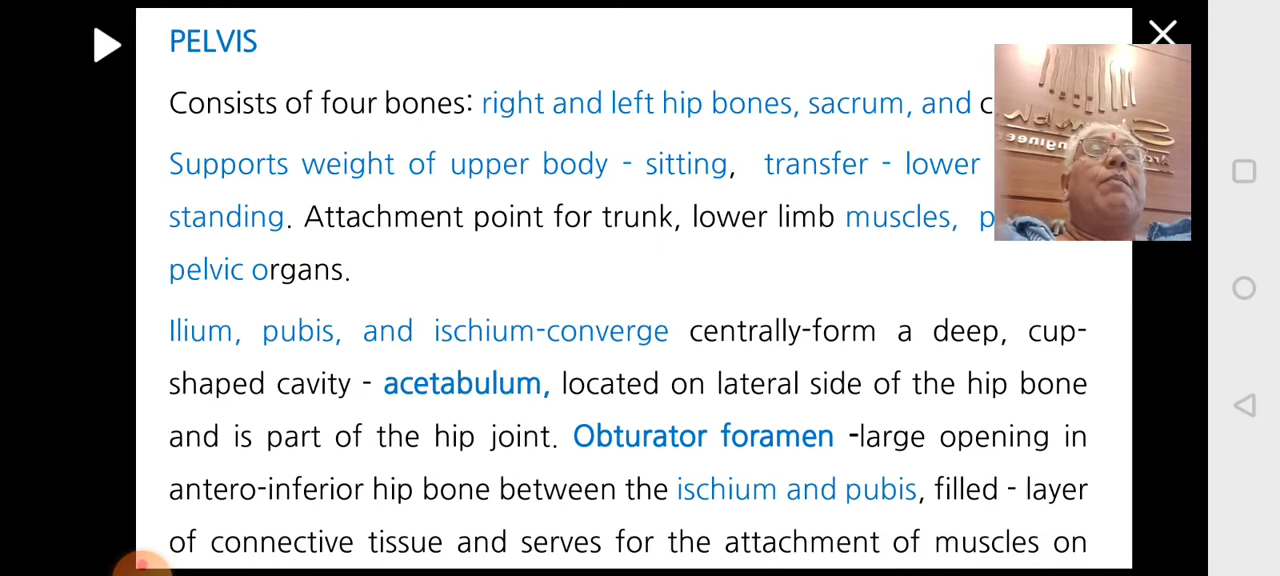 PELVIS
Consists of four bones: right and left hip bones, sacrum, and c
Supports weight of upper body - sitting, transfer - lower
standing. Attachment point for trunk, lower limb muscles, p
pelvic organs.
Ilium, pubis, and ischium-converge centrally-form a deep, cup-
shaped cavity - acetabulum, located on lateral side of the hip bone
and is part of the hip joint. Obturator foramen -large opening in
antero-inferior hip bone between the ischium and pubis, filled - layer
of connective tissue and serves for the attachment of muscles on